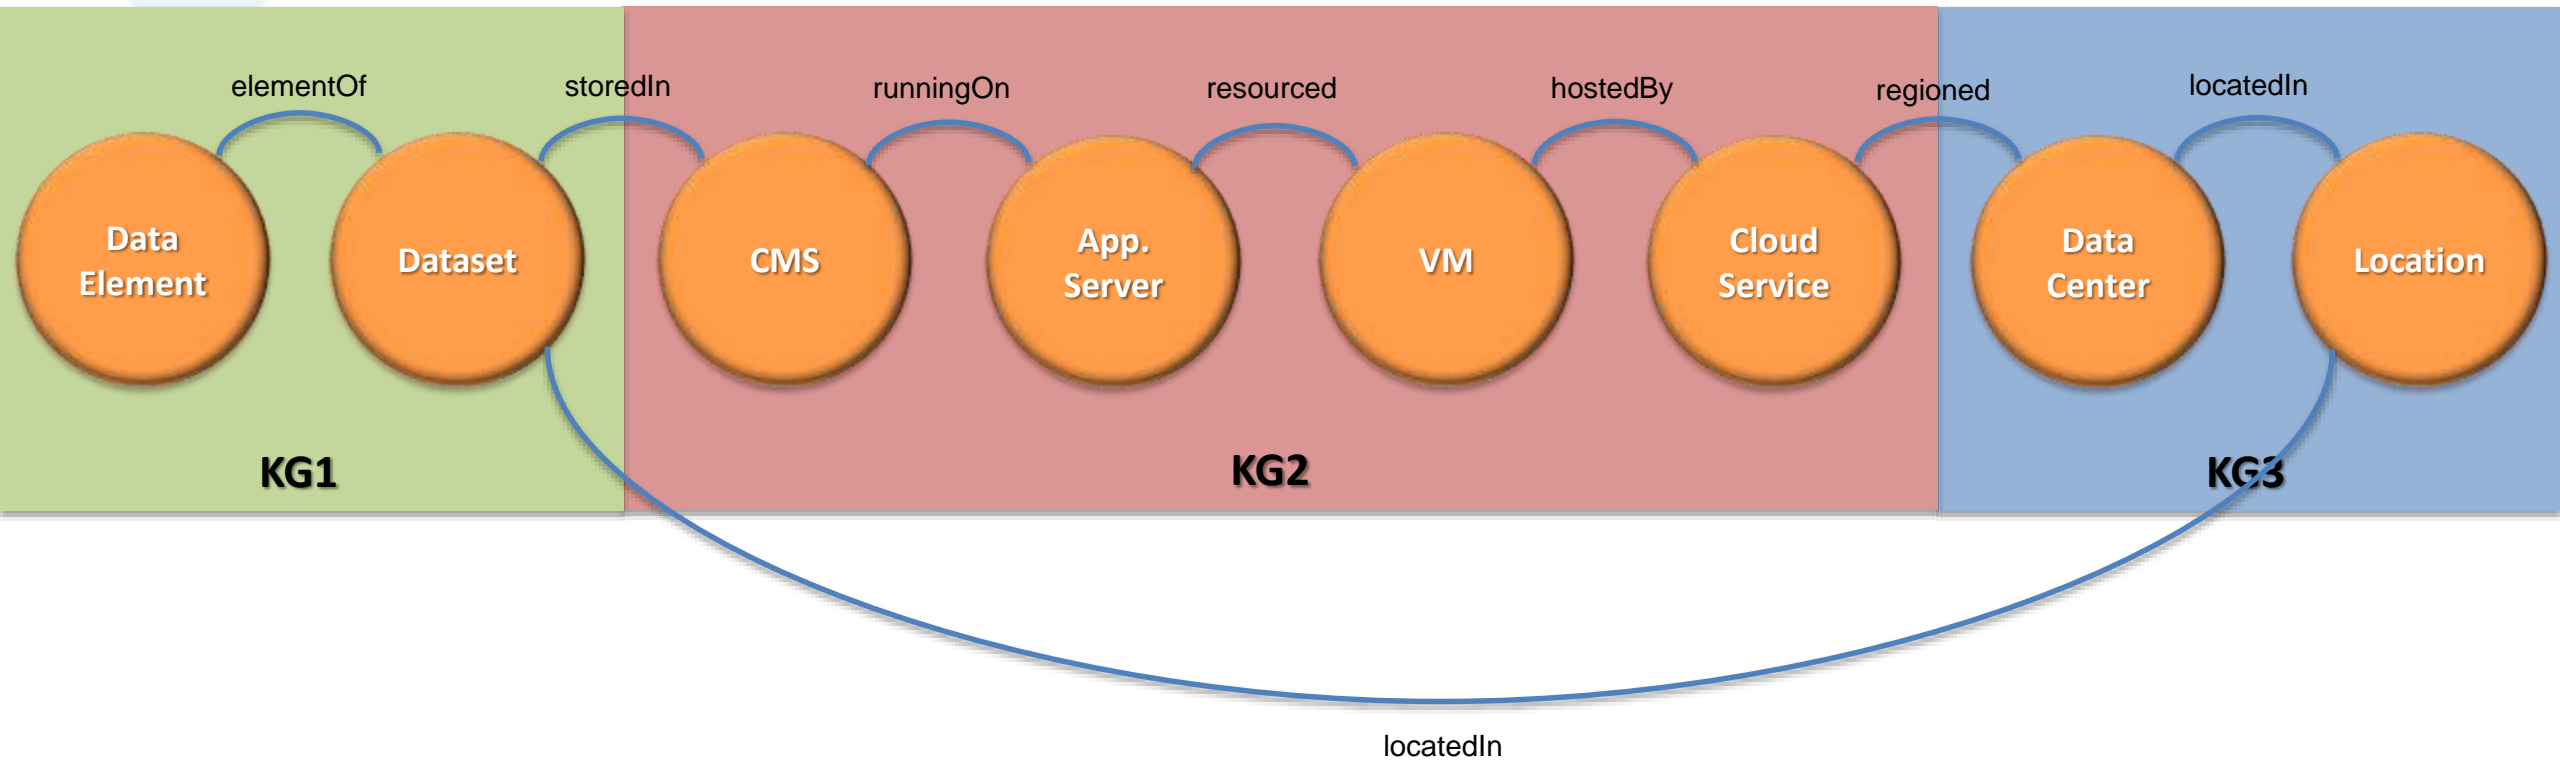 elementOf
storedIn
runningOn
resourced
hostedBy
regioned
locatedIn
Data
Element
Dataset
CMS
App.
Server
VM
Cloud
Service
Data
Center
Location
KG1
KG2
KG3
locatedIn